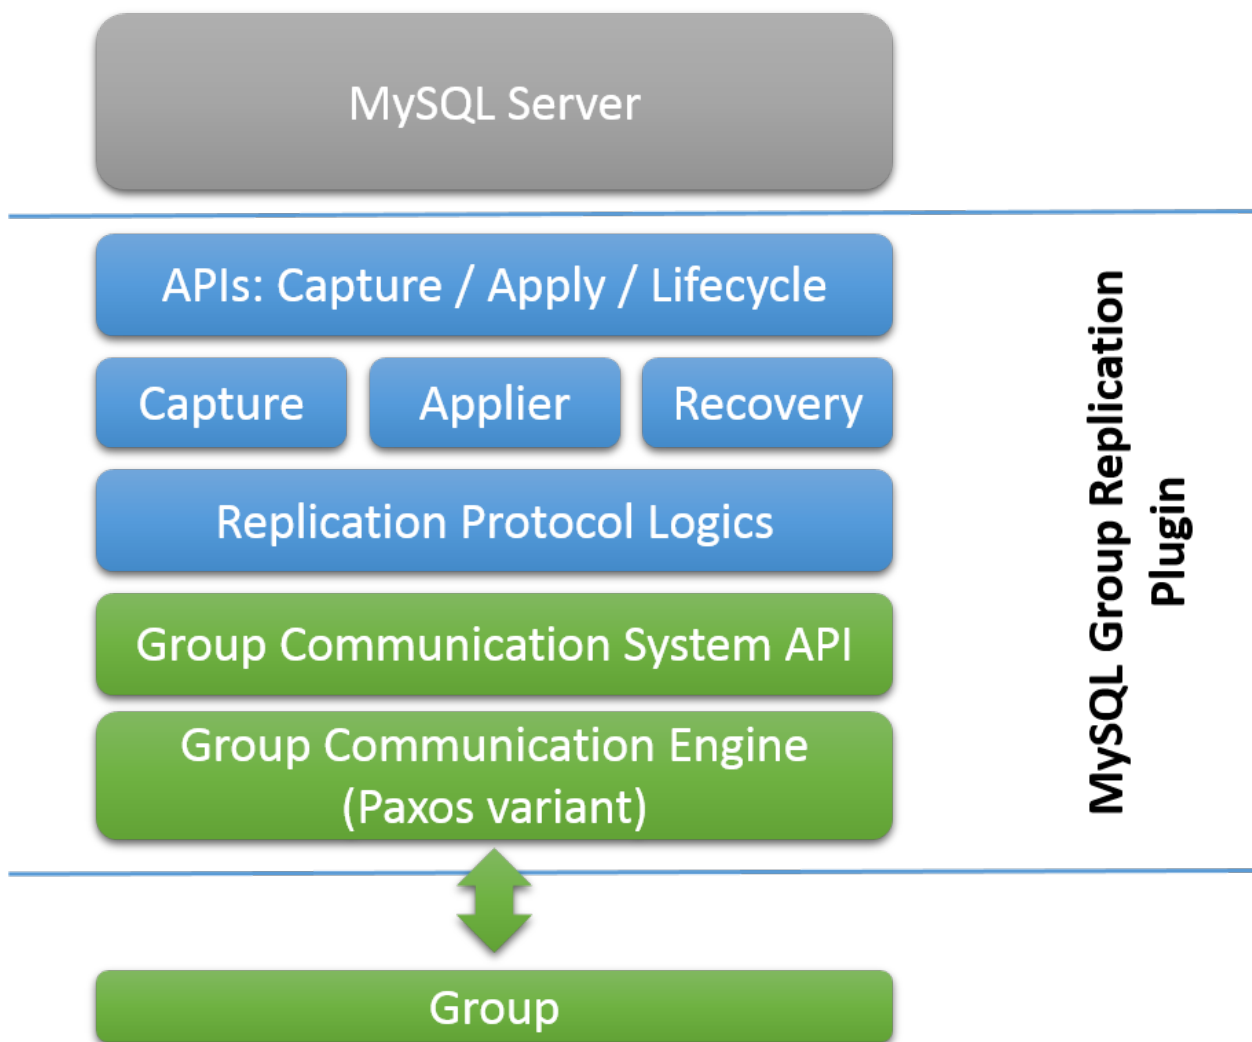 MySQL Server
APIs: Capture / Apply / Lifecycle
Capture
Applier
Recovery
Replication Protocol Logics
Group Communication System API
Group Communication Engine
(Paxos variant)
Group
MySQL Group Replication
Plugin